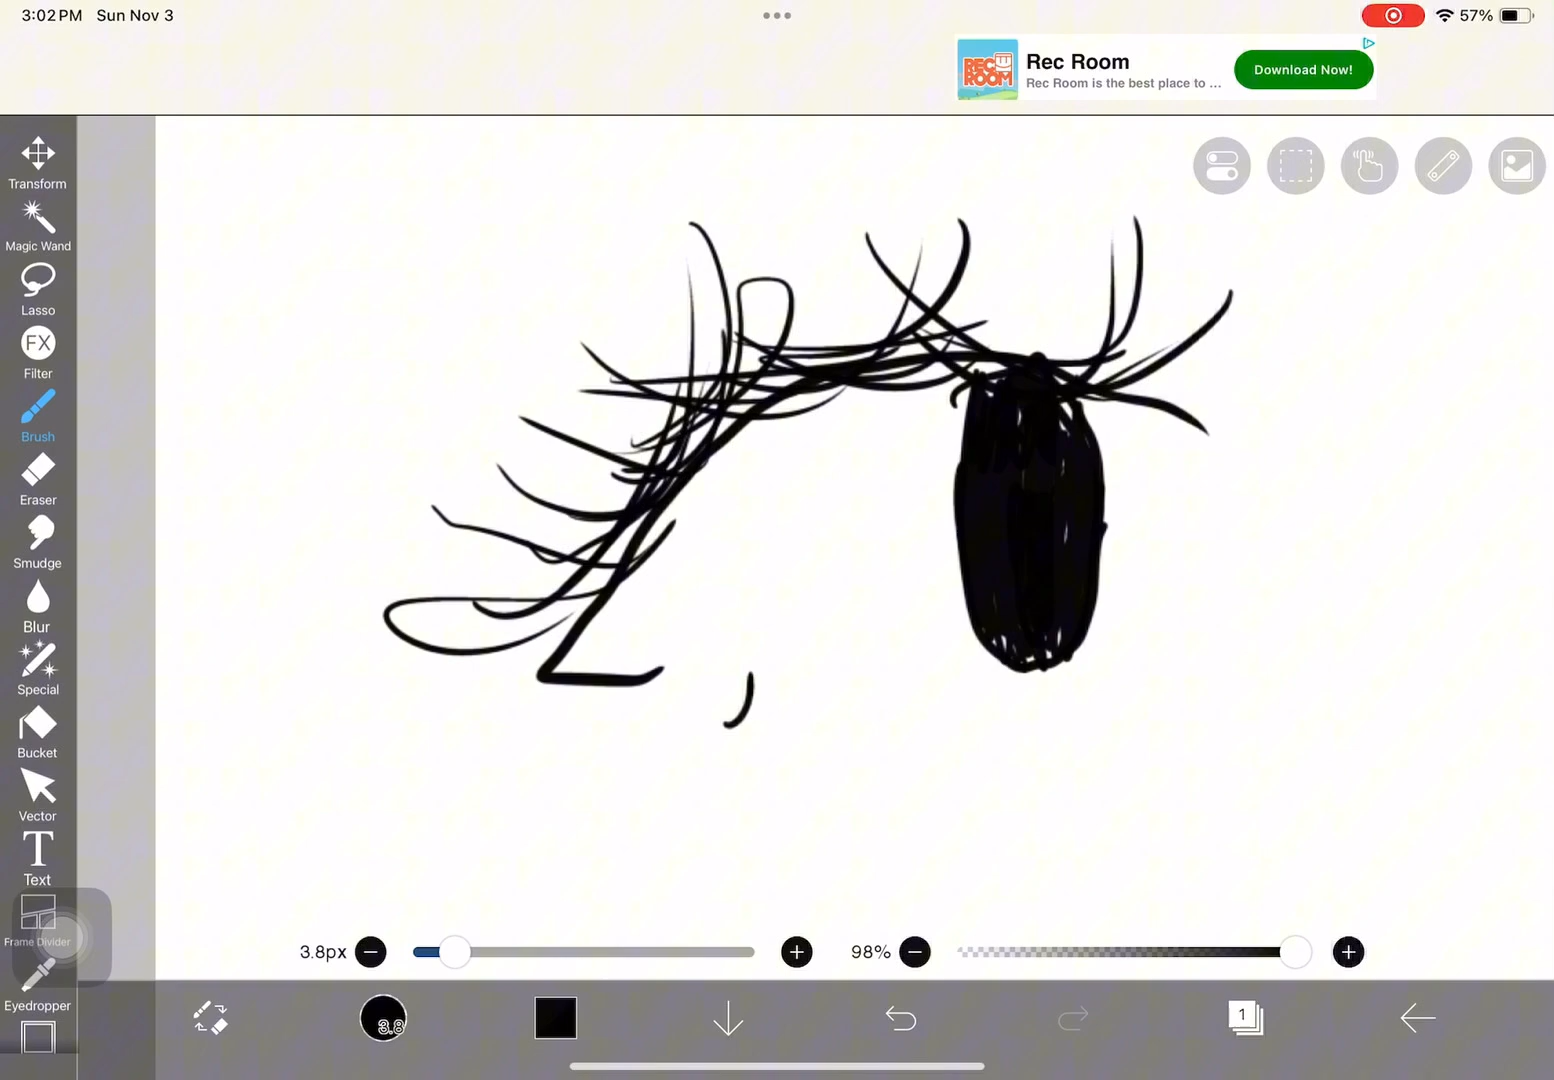 3:02 PM Sun Nov 3
57%
REC ROOM
Rec Room
Rec Room is the best place to ...
Download Now!
Transform
Magic Wand
Lasso
FX
Filter
Brush
Eraser
Smudge
Blur
Special
Bucket
Vector
T
Text
Frame Divider
Eyedropper
3.8px
98%
3.8
1